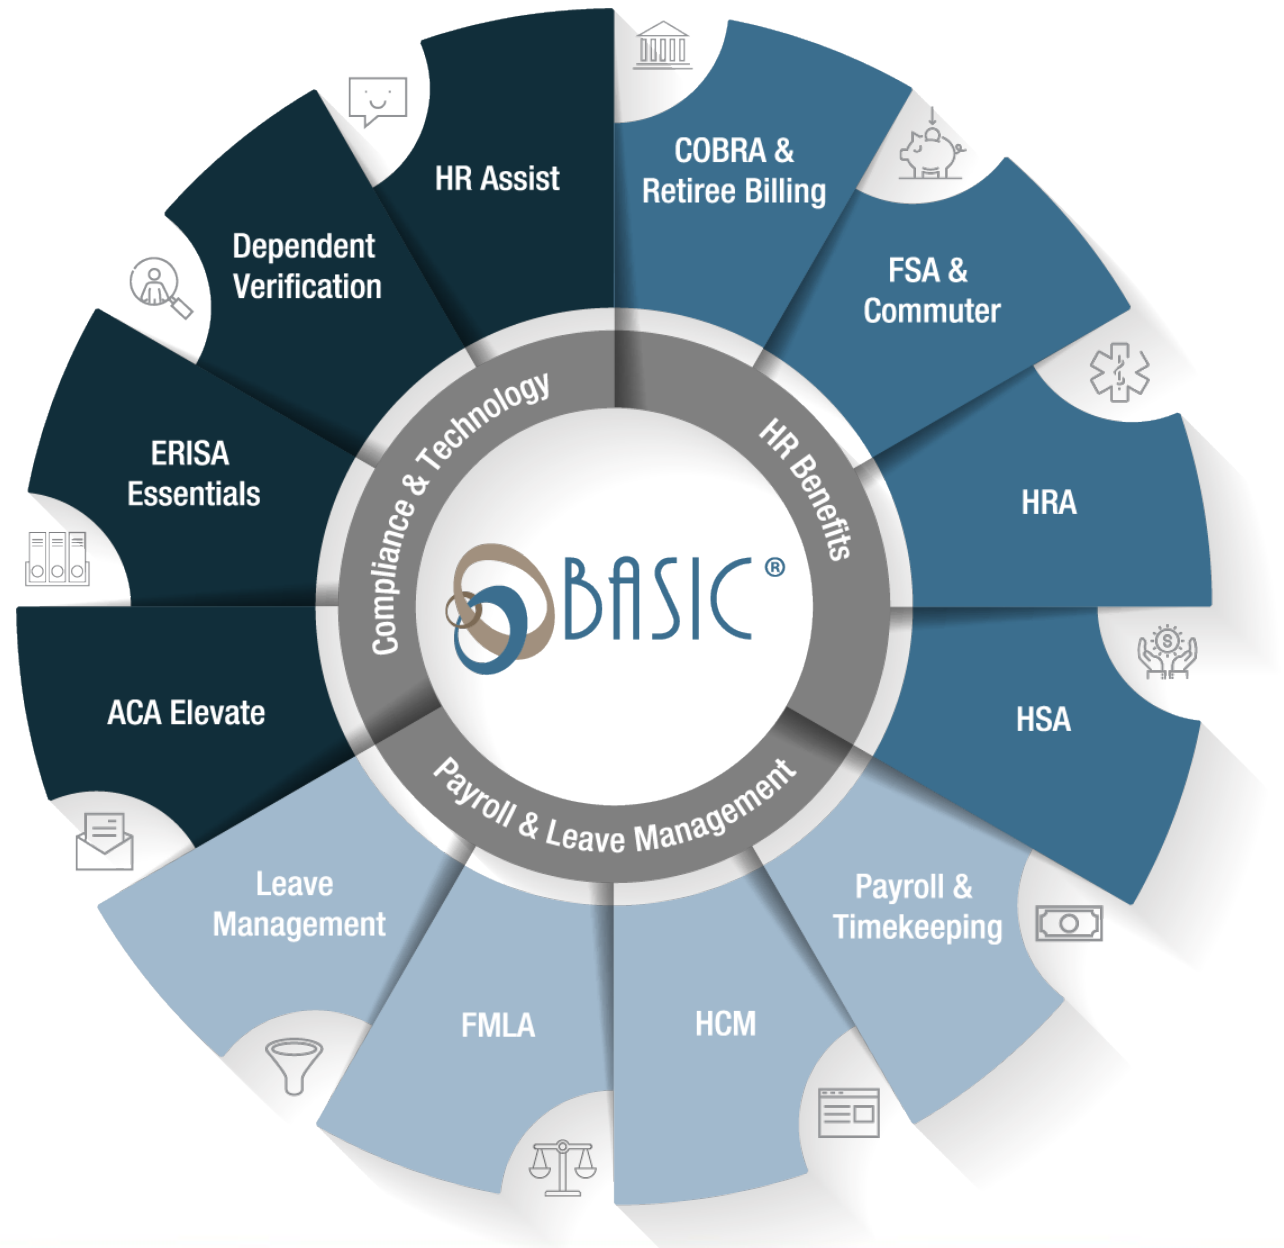 HR Assist
COBRA &
Retiree Billing
Dependent
Verification
FSA &
Commuter
ERISA
Essentials
HRA
ACA Elevate
HSA
Leave
Management
Payroll &
Timekeeping
FMLA
HCM
Compliance & Technology
HR Benefits
Payroll & Leave Management
BASIC®
S